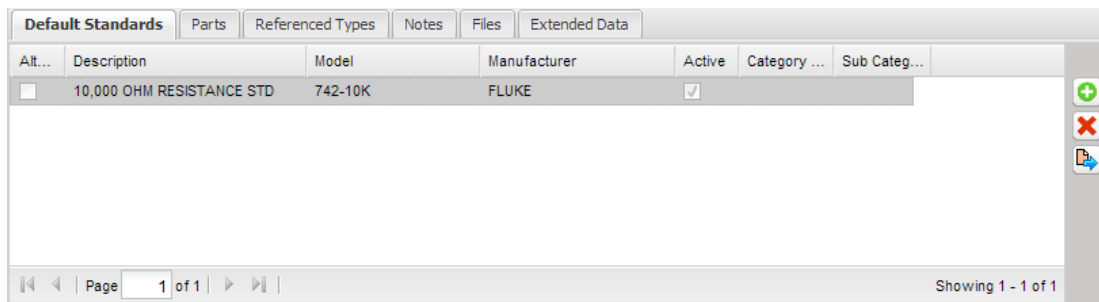 Default Standards Parts Referenced Types Notes Files Extended Data
Alt... Description Model Manufacturer Active Category ... Sub Categ...
10,000 OHM RESISTANCE STD 742-10K FLUKE
Page 1 of 1 Showing 1 - 1 of 1